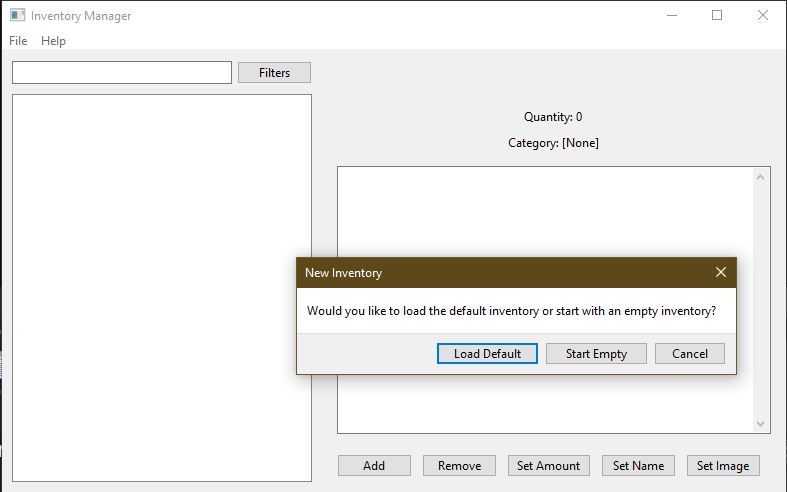 Inventory Manager
File Help
Filters
Quantity: 0
Category: [None]
New Inventory
Would you like to load the default inventory or start with an empty inventory?
Load Default Start Empty Cancel
Add Remove Set Amount Set Name Set Image